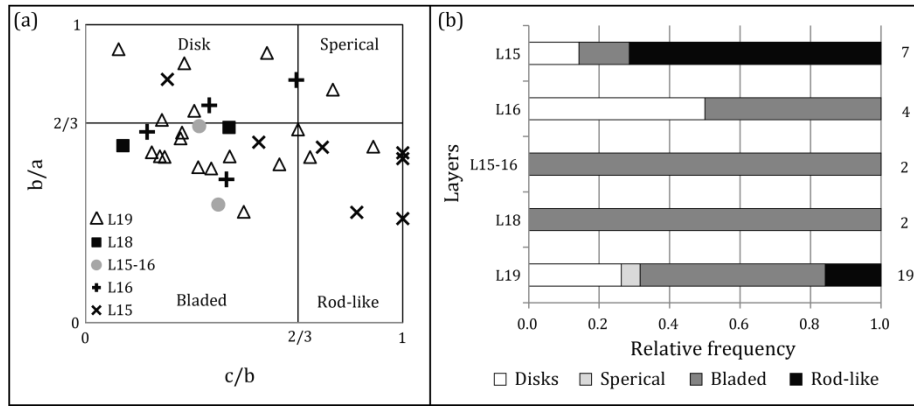 (a)
1
Disk Sperical
2/3
b/a
L19
L18
L15-16
L16
L15
Bladed Rod-like
0
0 2/3 1
c/b
(b)
L15 7
L16 4
L15-16 2
L18 2
L19 19
Layers
0.0 0.2 0.4 0.6 0.8 1.0
Relative frequency
Disks Sperical Bladed Rod-like